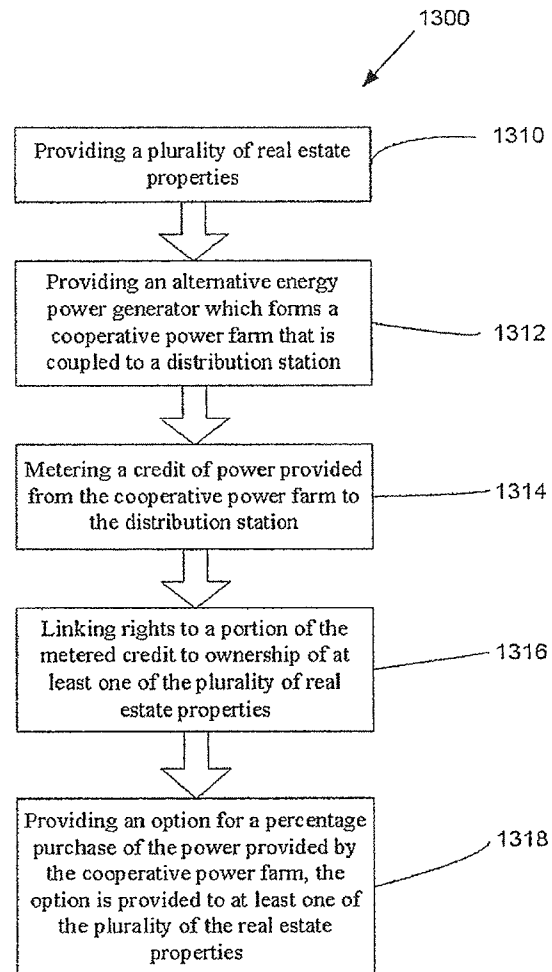 1300
Providing a plurality of real estate
properties
1310
Providing an alternative energy
power generator which forms a
cooperative power farm that is
coupled to a distribution station
1312
Metering a credit of power provided
from the cooperative power farm to
the distribution station
1314
Linking rights to a portion of the
metered credit to ownership of at
least one of the plurality of real
estate properties
1316
Providing an option for a percentage
purchase of the power provided by
the cooperative power farm, the
option is provided to at least one of
the plurality of the real estate
properties
1318